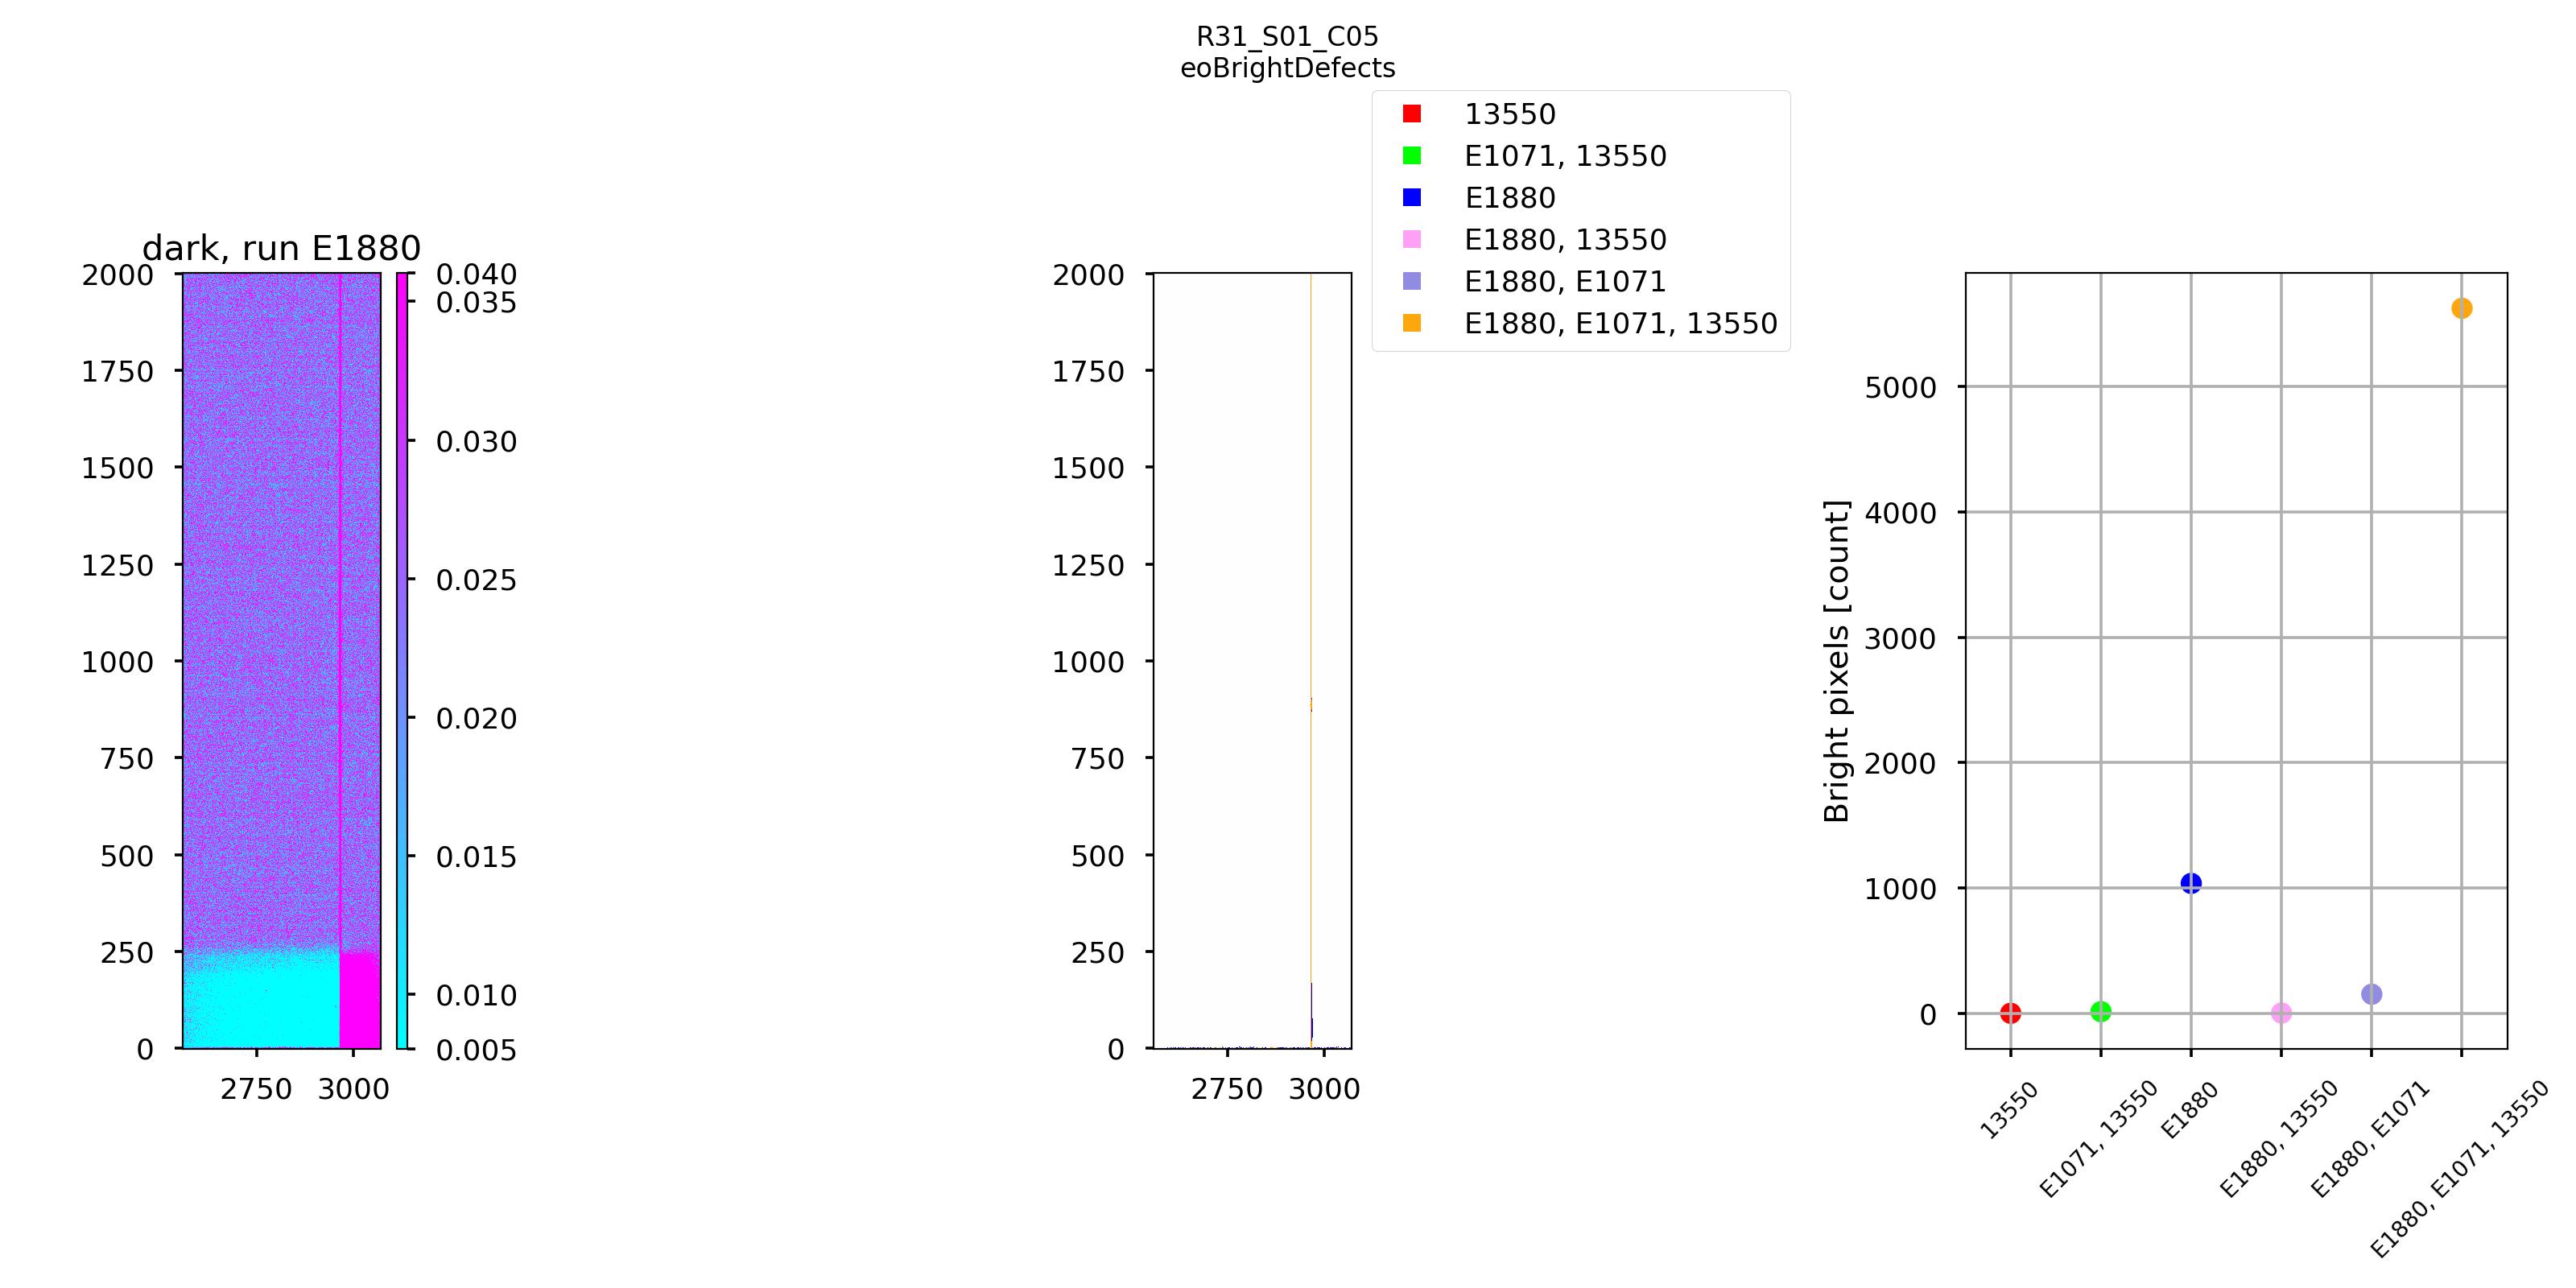 R31_S01_C05
eoBrightDefects
13550
E1071, 13550
E1880
E1880, 13550
E1880, E1071
E1880, E1071, 13550
dark, run E1880
2000
1750
1500
1250
1000
750
500
250
0
2750 3000
0.040
0.035
0.030
0.025
0.020
0.015
0.010
0.005
2000
1750
1500
1250
1000
750
500
250
0
2750 3000
Bright pixels [count]
5000
4000
3000
2000
1000
0
13550
E1071, 13550
E1880
E1880, 13550
E1880, E1071
E1880, E1071, 13550